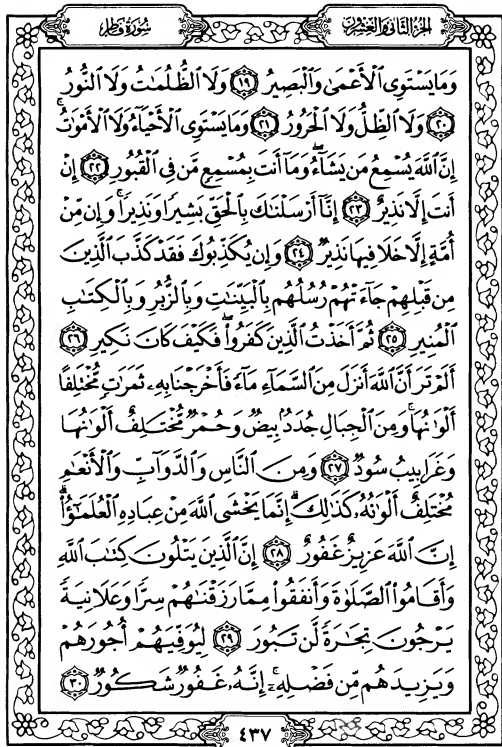 الجزء الثاني والعشرون
سورة فاطر
وَمَا يَسْتَوِى ٱلْأَعْمَىٰ وَٱلْبَصِيرُ ١٩ وَلَا ٱلظُّلُمَٰتُ وَلَا ٱلنُّورُ
٢٠ وَلَا ٱلظِّلُّ وَلَا ٱلْحَرُورُ ٢١ وَمَا يَسْتَوِى ٱلْأَحْيَآءُ وَلَا ٱلْأَمْوَٰتُ ۚ
إِنَّ ٱللَّهَ يُسْمِعُ مَن يَشَآءُ ۖ وَمَآ أَنتَ بِمُسْمِعٍ مَّن فِى ٱلْقُبُورِ ٢٢ إِنْ
أَنتَ إِلَّا نَذِيرٌ ٢٣ إِنَّآ أَرْسَلْنَٰكَ بِٱلْحَقِّ بَشِيرًا وَنَذِيرًا ۚ وَإِن مِّنْ
أُمَّةٍ إِلَّا خَلَا فِيهَا نَذِيرٌ ٢٤ وَإِن يُكَذِّبُوكَ فَقَدْ كَذَّبَ ٱلَّذِينَ
مِن قَبْلِهِمْ جَآءَتْهُمْ رُسُلُهُم بِٱلْبَيِّنَٰتِ وَبِٱلزُّبُرِ وَبِٱلْكِتَٰبِ
ٱلْمُنِيرِ ٢٥ ثُمَّ أَخَذْتُ ٱلَّذِينَ كَفَرُوا۟ ۖ فَكَيْفَ كَانَ نَكِيرِ ٢٦
أَلَمْ تَرَ أَنَّ ٱللَّهَ أَنزَلَ مِنَ ٱلسَّمَآءِ مَآءً فَأَخْرَجْنَا بِهِۦ ثَمَرَٰتٍ مُّخْتَلِفًا
أَلْوَٰنُهَا ۚ وَمِنَ ٱلْجِبَالِ جُدَدٌۢ بِيضٌ وَحُمْرٌ مُّخْتَلِفٌ أَلْوَٰنُهَا
وَغَرَابِيبُ سُودٌ ٢٧ وَمِنَ ٱلنَّاسِ وَٱلدَّوَآبِّ وَٱلْأَنْعَٰمِ
مُخْتَلِفٌ أَلْوَٰنُهُۥ كَذَٰلِكَ ۗ إِنَّمَا يَخْشَى ٱللَّهَ مِنْ عِبَادِهِ ٱلْعُلَمَٰٓؤُا۟ ۗ
إِنَّ ٱللَّهَ عَزِيزٌ غَفُورٌ ٢٨ إِنَّ ٱلَّذِينَ يَتْلُونَ كِتَٰبَ ٱللَّهِ
وَأَقَامُوا۟ ٱلصَّلَوٰةَ وَأَنفَقُوا۟ مِمَّا رَزَقْنَٰهُمْ سِرًّا وَعَلَانِيَةً
يَرْجُونَ تِجَٰرَةً لَّن تَبُورَ ٢٩ لِيُوَفِّيَهُمْ أُجُورَهُمْ
وَيَزِيدَهُم مِّن فَضْلِهِۦٓ ۚ إِنَّهُۥ غَفُورٌ شَكُورٌ ٣٠
٤٣٧